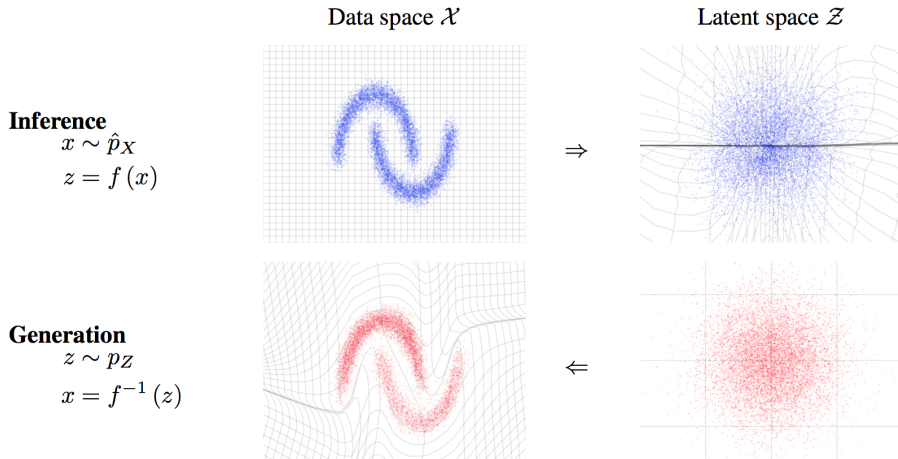 Data space 𝒳
Latent space 𝒵
Inference
x ∼ p̂_X
z = f (x)
⇒
Generation
z ∼ p_Z
x = f⁻¹ (z)
⇐